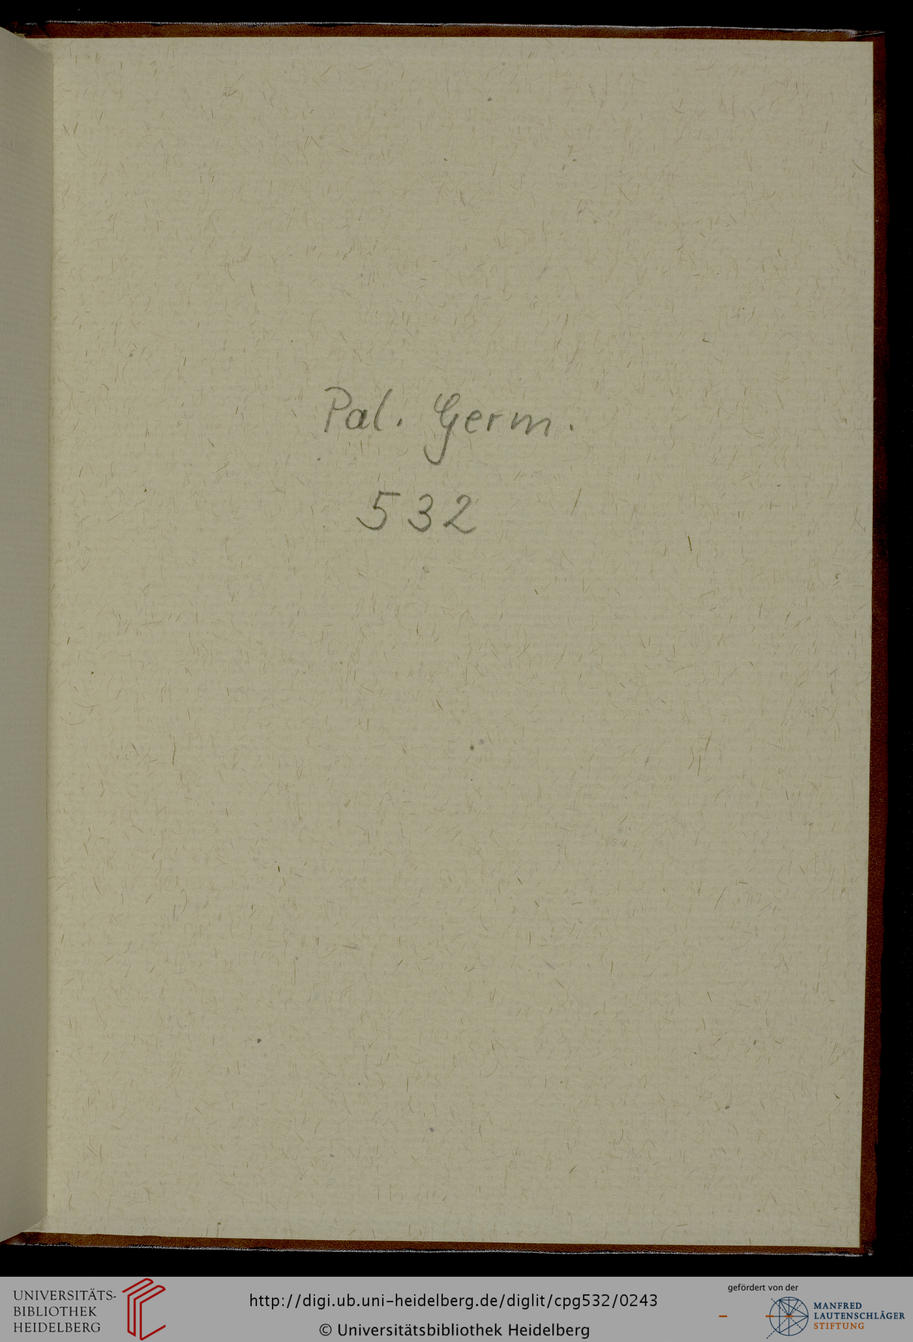 Pal. Germ.
532
UNIVERSITÄTS-
BIBLIOTHEK
HEIDELBERG
http://digi.ub.uni-heidelberg.de/diglit/cpg532/0243
© Universitätsbibliothek Heidelberg
gefördert von der
MANFRED
LAUTENSCHLÄGER
STIFTUNG